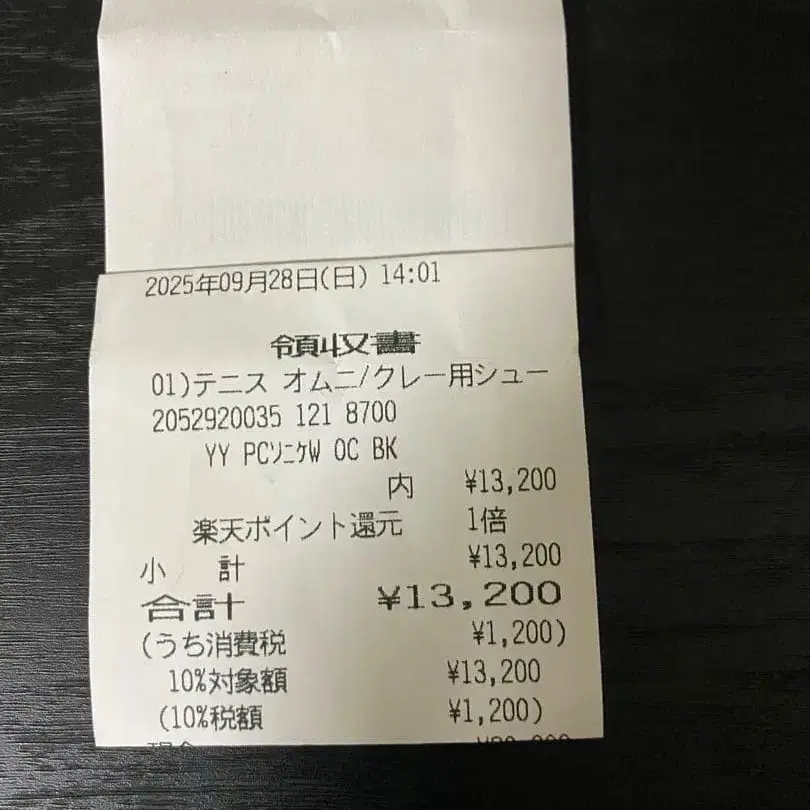 2025年09月28日(日) 14:01
領収書
01)テニス オムニ/クレー用シュー
2052920035 121 8700
YY PCソニケW OC BK
内 ¥13,200
楽天ポイント還元 1倍
小 計 ¥13,200
合計 ¥13,200
(うち消費税 ¥1,200)
10%対象額 ¥13,200
(10%税額 ¥1,200)